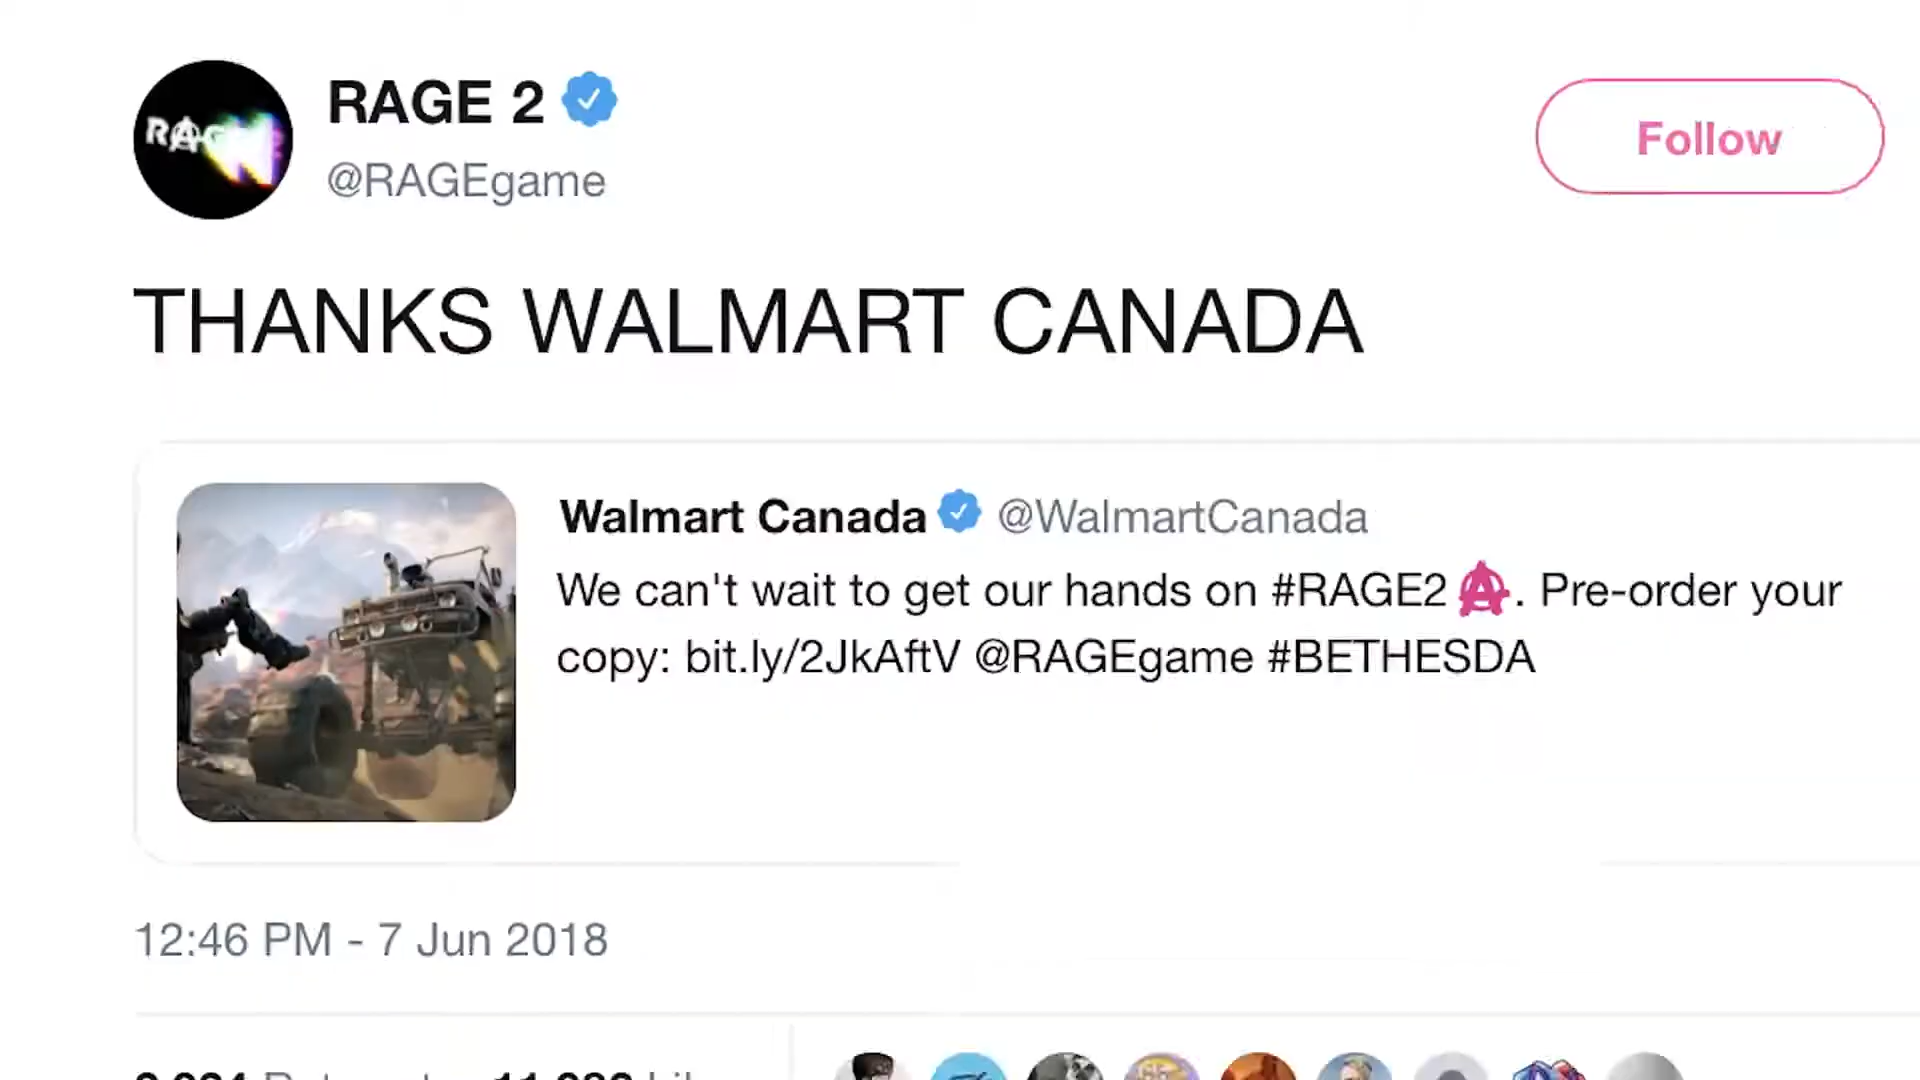 RAGE 2
@RAGEgame
Follow
THANKS WALMART CANADA
Walmart Canada @WalmartCanada
We can't wait to get our hands on #RAGE2. Pre-order your
copy: bit.ly/2JkAftV @RAGEgame #BETHESDA
12:46 PM - 7 Jun 2018